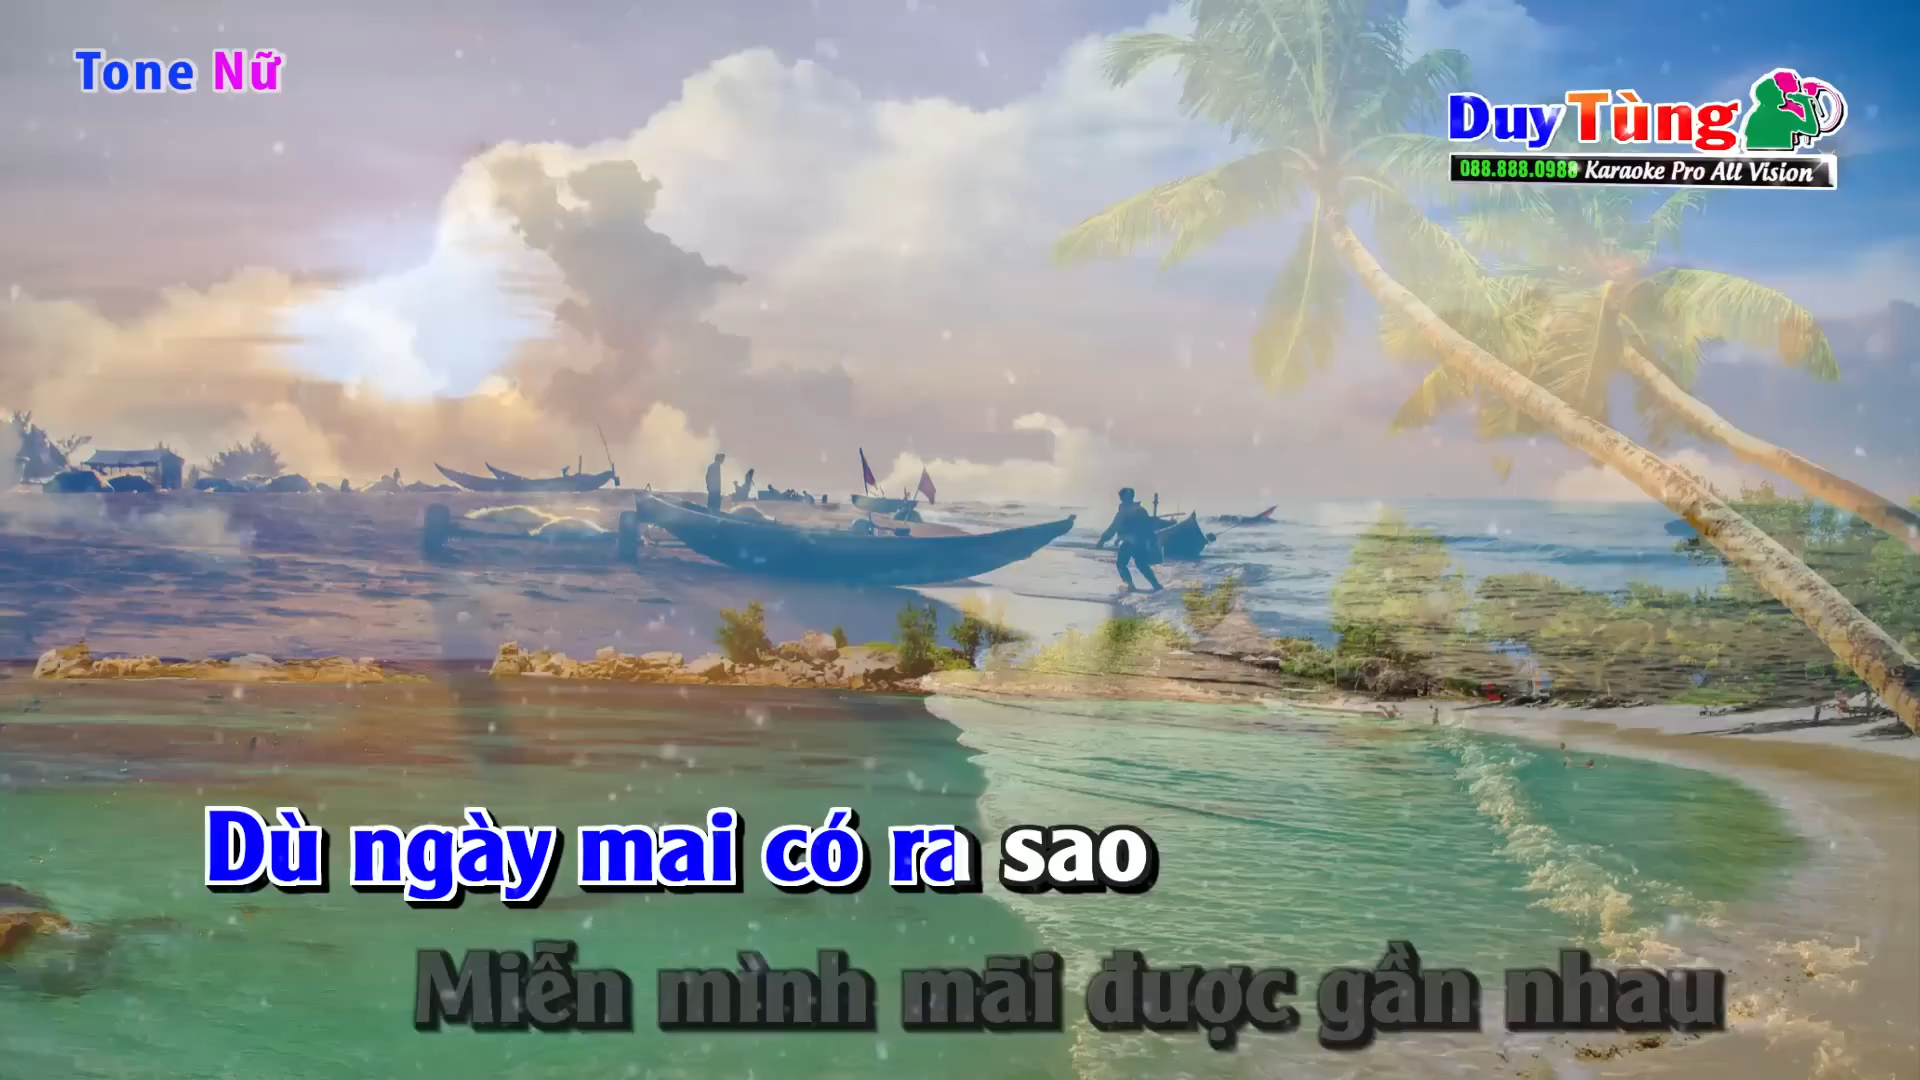 Tone Nữ
Duy Tùng
088.888.0988 Karaoke Pro All Vision
Dù ngày mai có ra sao
Miễn mình mãi được gần nhau